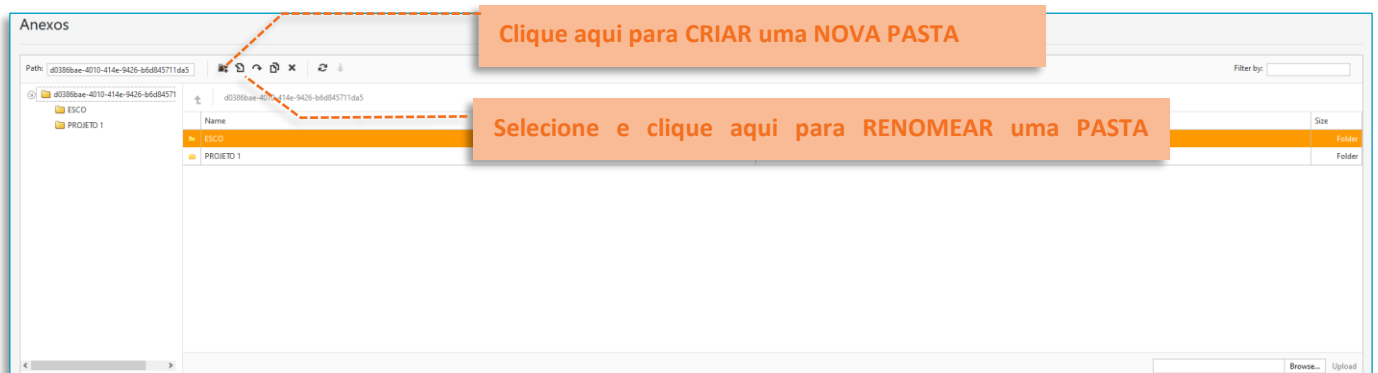 Anexos
Clique aqui para CRIAR uma NOVA PASTA
Path: d0386bae-4010-414e-9426-b6d845711da5
Filter by:
d0386bae-4010-414e-9426-b6d84571
ESCO
PROJETO 1
d0386bae-4010-414e-9426-b6d845711da5
Selecione e clique aqui para RENOMEAR uma PASTA
Name
Size
ESCO
Folder
PROJETO 1
Folder
Browse...
Upload